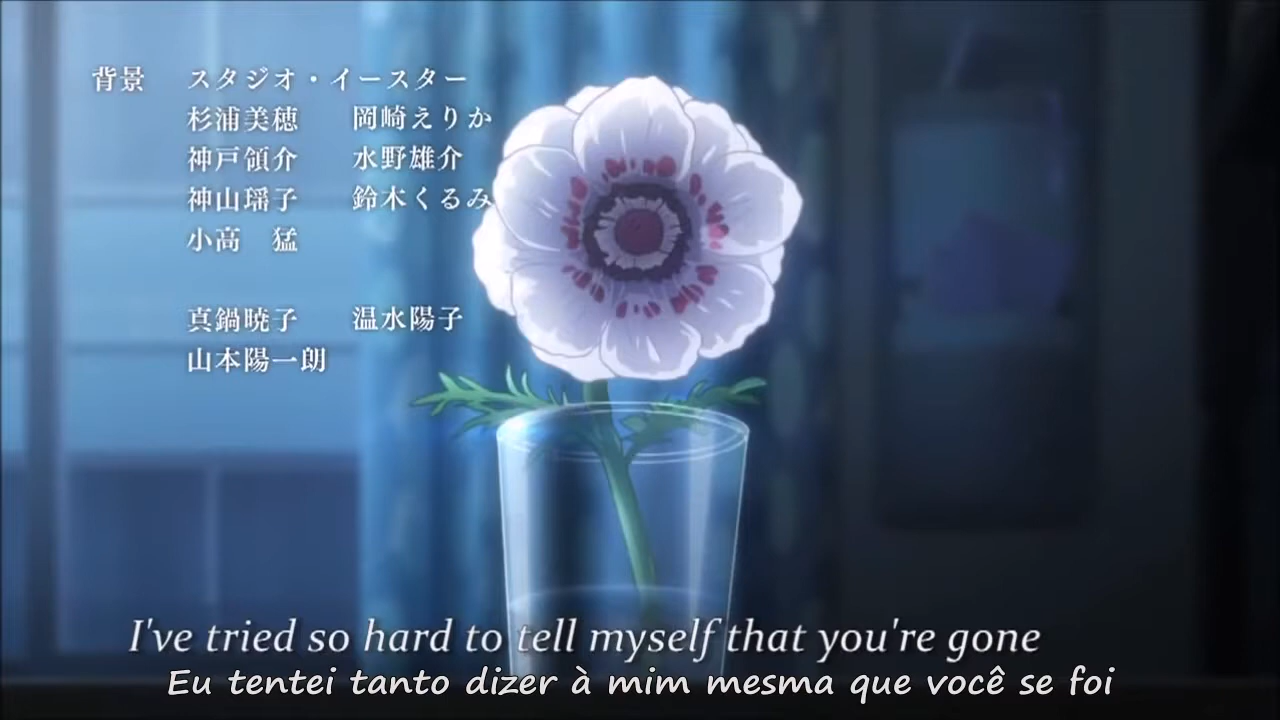 背景 スタジオ・イースター
杉浦美穂 岡崎えりか
神戸領介 水野雄介
神山瑶子 鈴木くるみ
小高 猛
真鍋暁子 温水陽子
山本陽一朗
I've tried so hard to tell myself that you're gone
Eu tentei tanto dizer à mim mesma que você se foi